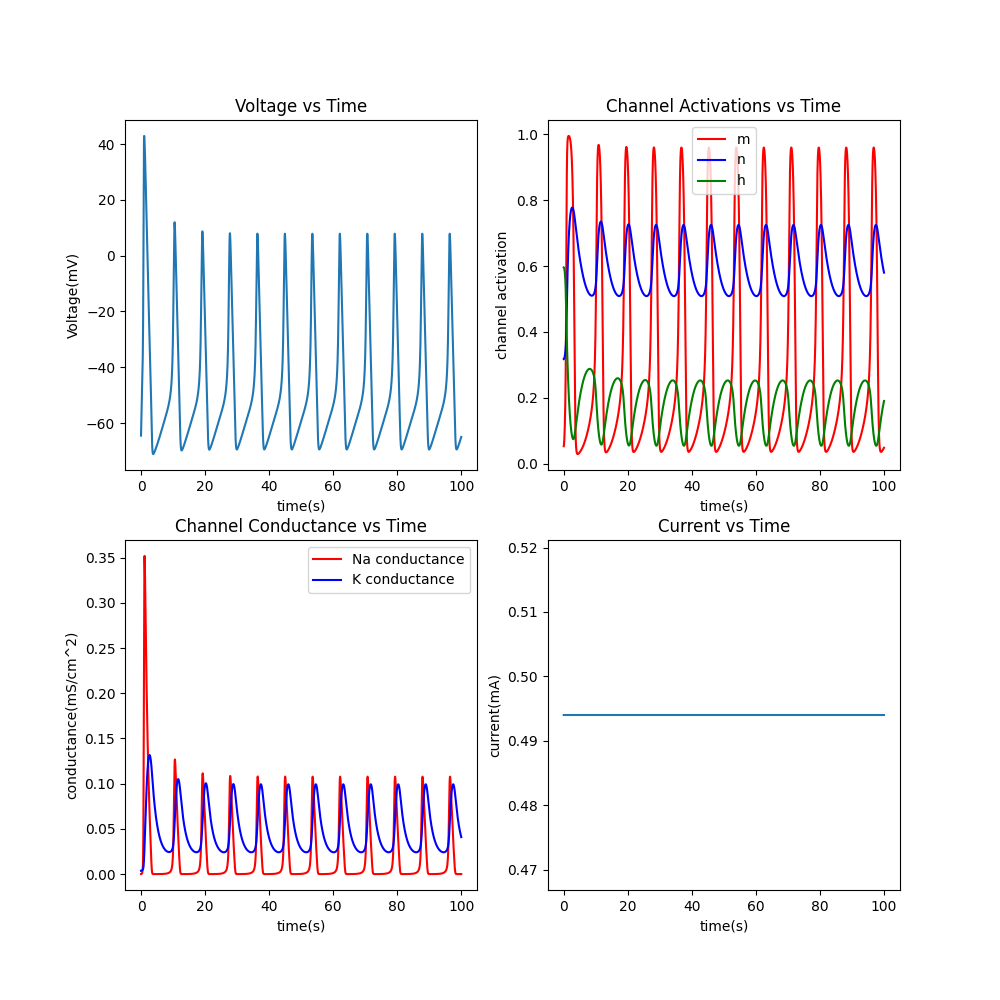 Voltage vs Time
Voltage(mV)
40
20
0
−20
−40
−60
0 20 40 60 80 100
time(s)
Channel Activations vs Time
channel activation
1.0
0.8
0.6
0.4
0.2
0.0
m
n
h
0 20 40 60 80 100
time(s)
Channel Conductance vs Time
conductance(mS/cm^2)
0.35
0.30
0.25
0.20
0.15
0.10
0.05
0.00
Na conductance
K conductance
0 20 40 60 80 100
time(s)
Current vs Time
current(mA)
0.52
0.51
0.50
0.49
0.48
0.47
0 20 40 60 80 100
time(s)